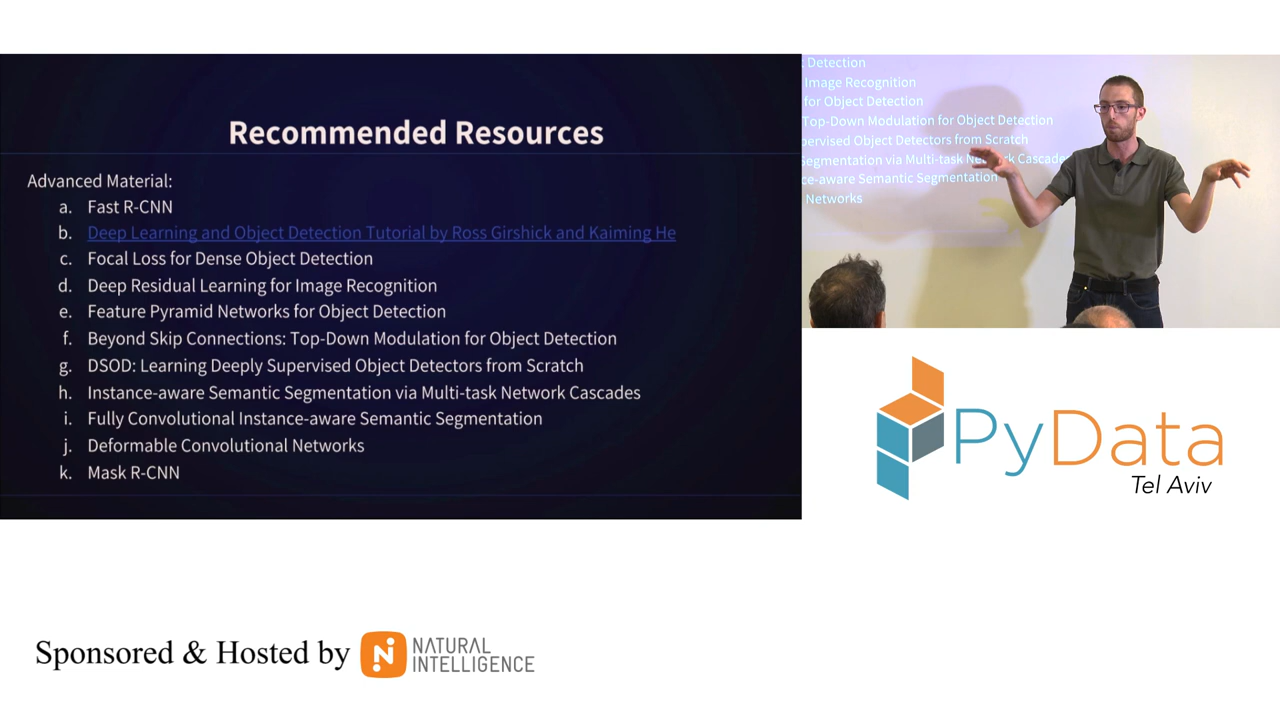 Recommended Resources
Advanced Material:
a. Fast R-CNN
b. Deep Learning and Object Detection Tutorial by Ross Girshick and Kaiming He
c. Focal Loss for Dense Object Detection
d. Deep Residual Learning for Image Recognition
e. Feature Pyramid Networks for Object Detection
f. Beyond Skip Connections: Top-Down Modulation for Object Detection
g. DSOD: Learning Deeply Supervised Object Detectors from Scratch
h. Instance-aware Semantic Segmentation via Multi-task Network Cascades
i. Fully Convolutional Instance-aware Semantic Segmentation
j. Deformable Convolutional Networks
k. Mask R-CNN
Detection
Image Recognition
for Object Detection
Top-Down Modulation for Object Detection
pervised Object Detectors from Scratch
Segmentation via Multi-task Network Cascades
ce-aware Semantic Segmentation
Networks
PyData
Tel Aviv
Sponsored & Hosted by
NATURAL
INTELLIGENCE